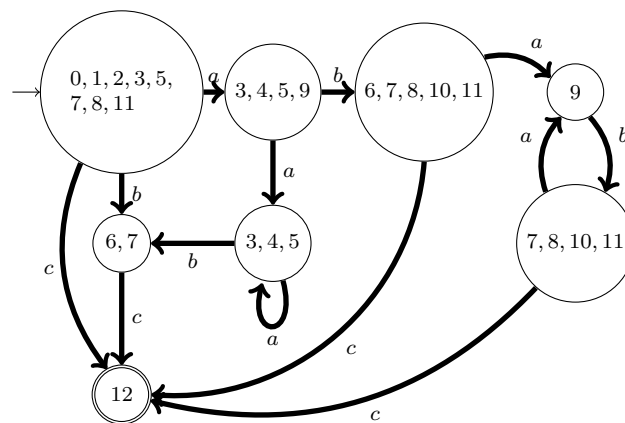 0, 1, 2, 3, 5,
7, 8, 11
a
3, 4, 5, 9
b
6, 7, 8, 10, 11
a
9
b
a
a
b
6, 7
b
3, 4, 5
7, 8, 10, 11
c
c
a
c
12
c